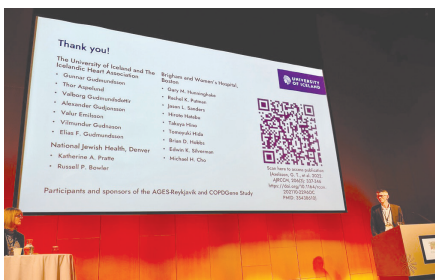 Thank you!
The University of Iceland and The
Icelandic Heart Association
Gunnar Gudmundsson
Thor Aspelund
Valborg Gudmundsdottir
Alexander Gudjonsson
Valur Emilsson
Vilmundur Gudnason
Elias F. Gudmundsson
National Jewish Health, Denver
Katherine A. Pratte
Russell P. Bowler
Brigham and Women's Hospital,
Boston
Gary M. Hunninghake
Rachel K. Putman
Jason L. Sanders
Hiroto Hatabu
Takuya Hino
Tomoyuki Hida
Brian D. Hobbs
Edwin K. Silverman
Michael H. Cho
UNIVERSITY
OF ICELAND
Scan here to access publication
Participants and sponsors of the AGES-Reykjavik and COPDGene Study